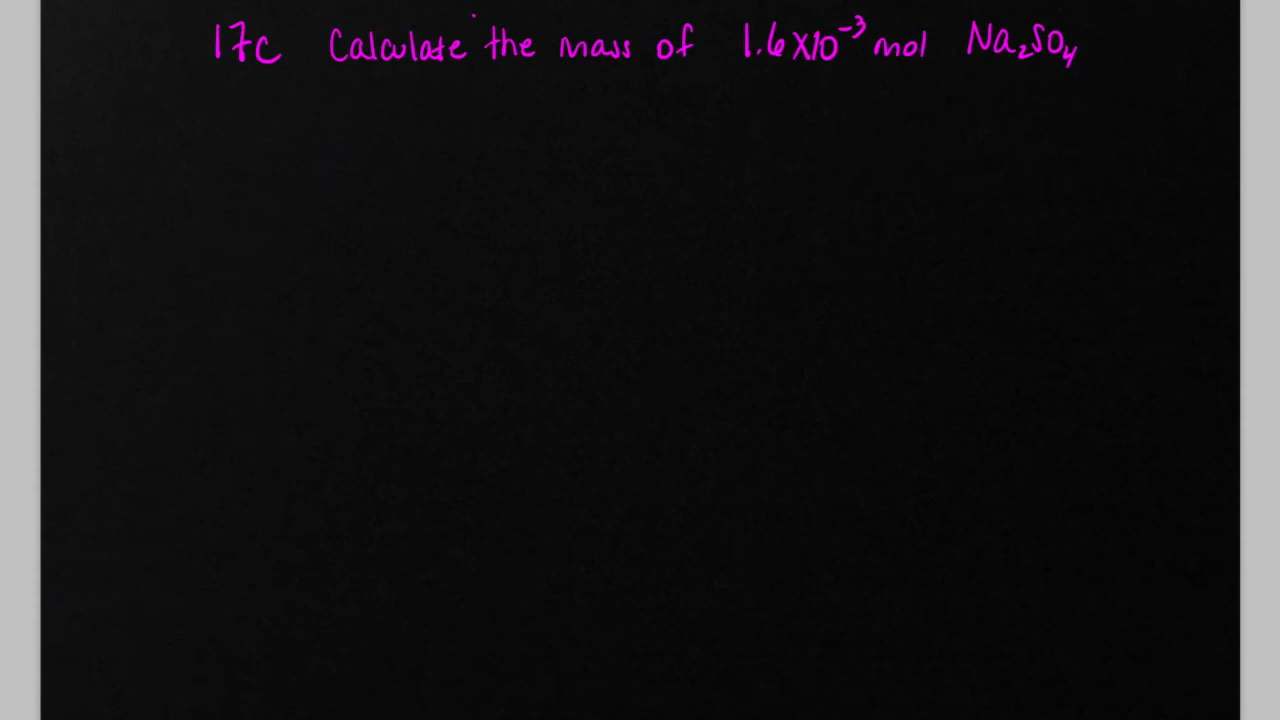 17c Calculate the mass of 1.6x10⁻³ mol Na₂SO₄